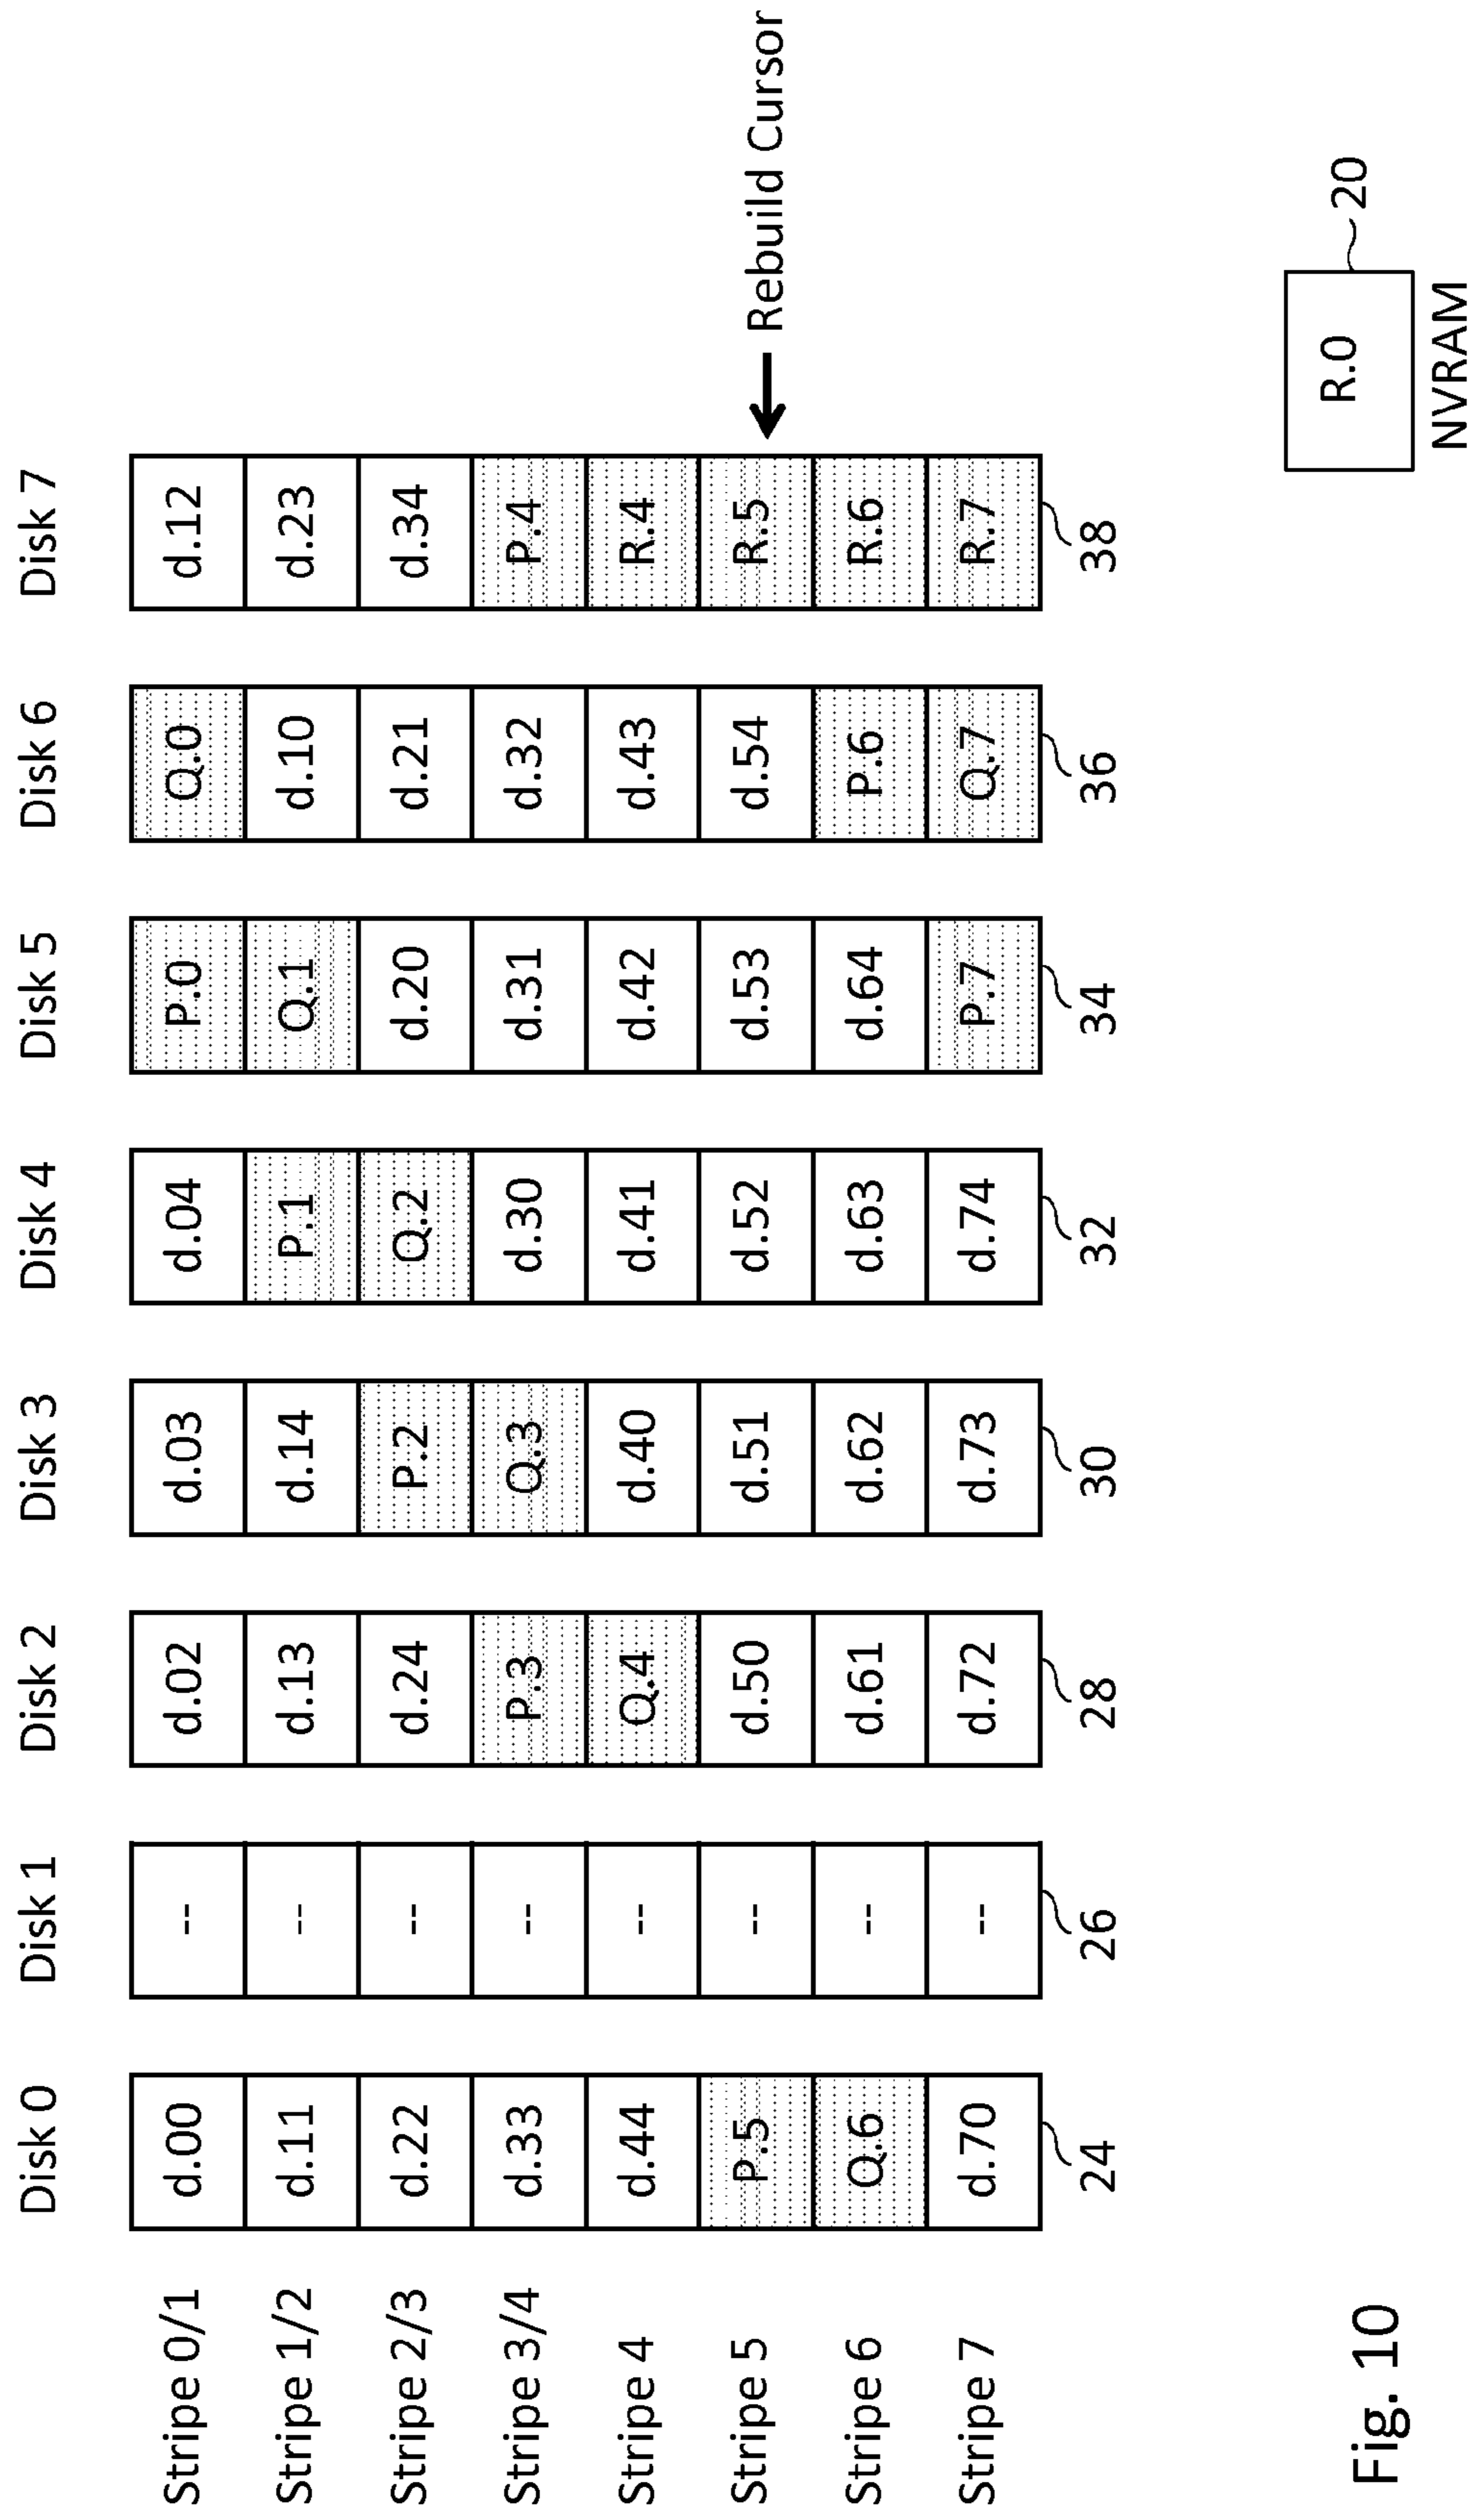 Disk 0 Disk 1 Disk 2 Disk 3 Disk 4 Disk 5 Disk 6 Disk 7
Stripe 0/1 d.00 -- d.02 d.03 d.04 P.0 Q.0 d.12
Stripe 1/2 d.11 -- d.13 d.14 P.1 Q.1 d.10 d.23
Stripe 2/3 d.22 -- d.24 P.2 Q.2 d.20 d.21 d.34
Stripe 3/4 d.33 -- P.3 Q.3 d.30 d.31 d.32 P.4
Stripe 4 d.44 -- Q.4 d.40 d.41 d.42 d.43 R.4
Stripe 5 P.5 -- d.50 d.51 d.52 d.53 d.54 R.5 Rebuild Cursor
Stripe 6 Q.6 -- d.61 d.62 d.63 d.64 P.6 R.6
Stripe 7 d.70 -- d.72 d.73 d.74 P.7 Q.7 R.7
24 26 28 30 32 34 36 38
R.0 20
NVRAM
Fig. 10